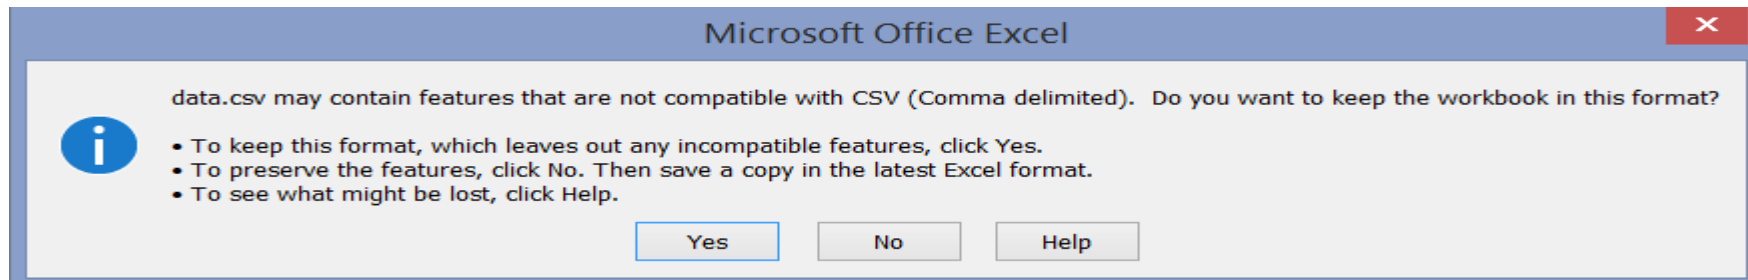 Microsoft Office Excel
data.csv may contain features that are not compatible with CSV (Comma delimited).  Do you want to keep the workbook in this format?
• To keep this format, which leaves out any incompatible features, click Yes.
• To preserve the features, click No. Then save a copy in the latest Excel format.
• To see what might be lost, click Help.
Yes No Help